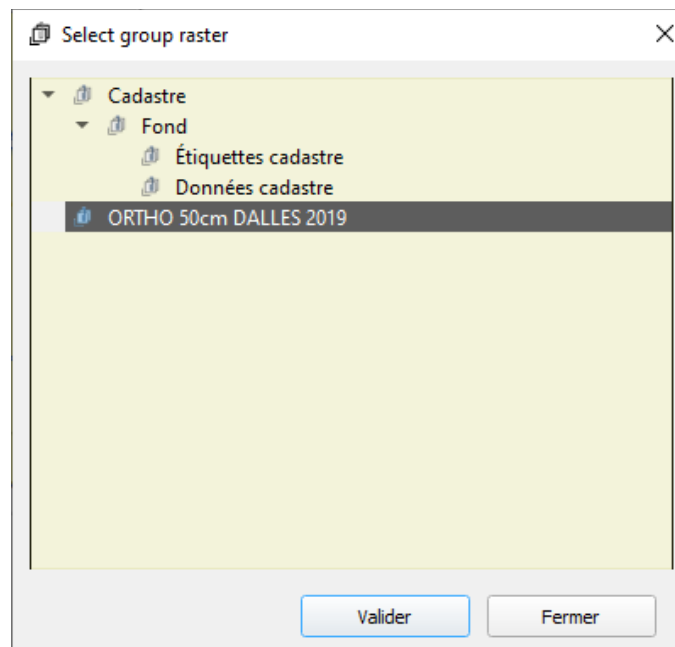 Select group raster
Cadastre
Fond
Étiquettes cadastre
Données cadastre
ORTHO 50cm DALLES 2019
Valider
Fermer